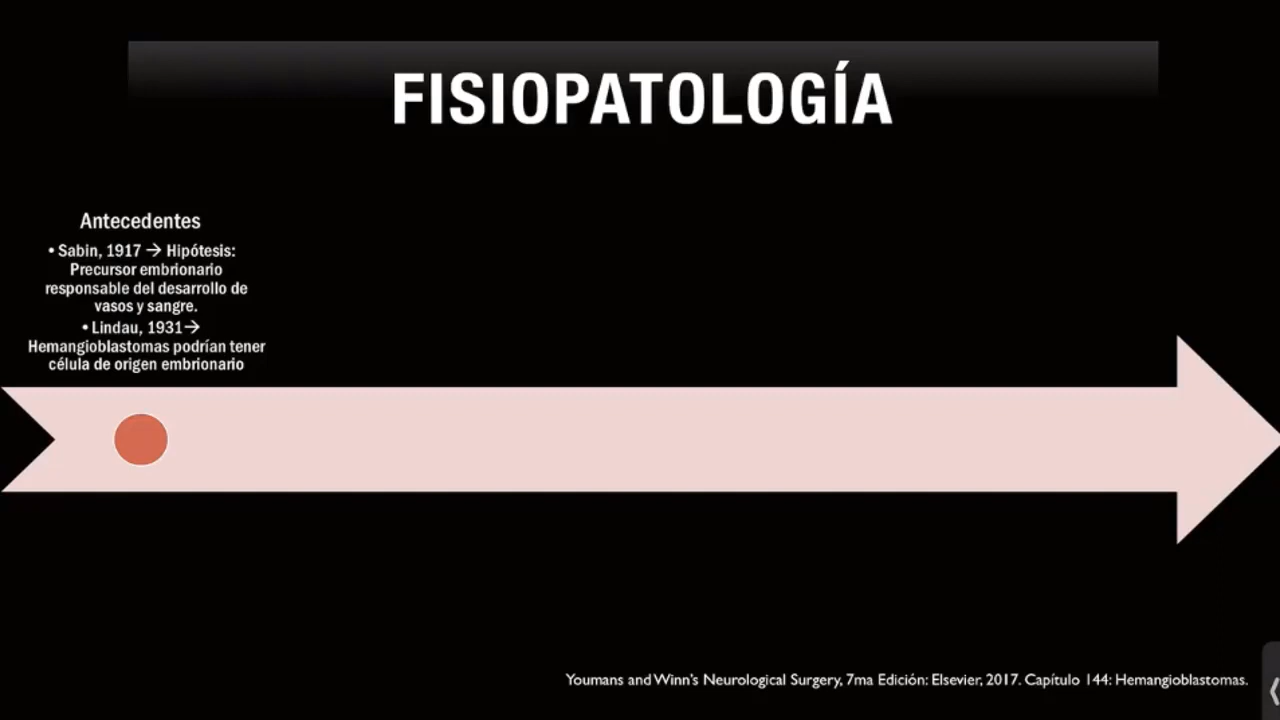 FISIOPATOLOGÍA
Antecedentes
• Sabin, 1917 → Hipótesis:
Precursor embrionario
responsable del desarrollo de
vasos y sangre.
• Lindau, 1931→
Hemangioblastomas podrían tener
célula de origen embrionario
Youmans and Winn's Neurological Surgery, 7ma Edición: Elsevier, 2017. Capítulo 144: Hemangioblastomas.